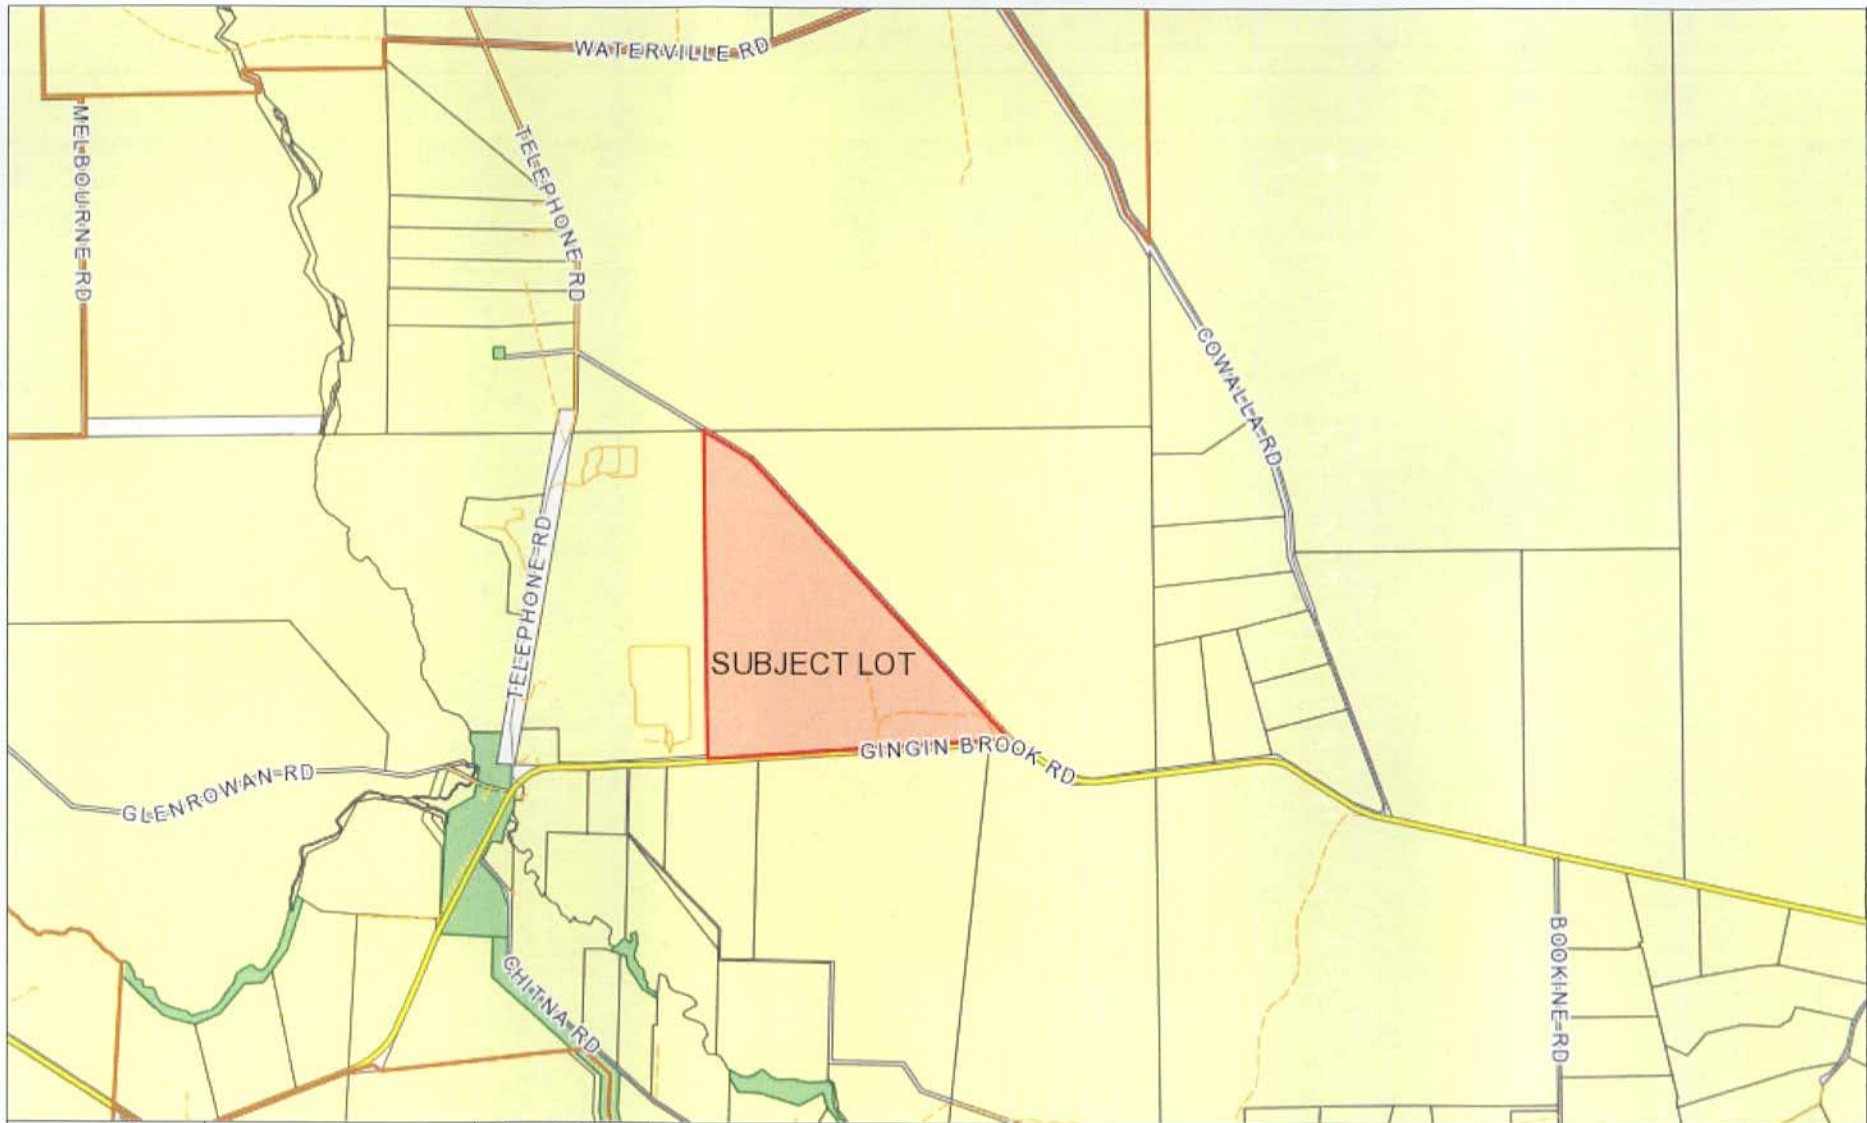 WATERVILLE RD
MELBOURNE RD
TELEPHONE RD
COWALLA RD
TELEPHONE RD
SUBJECT LOT
GINGIN BROOK RD
GLENROWAN RD
CHITNA RD
BOOKINE RD